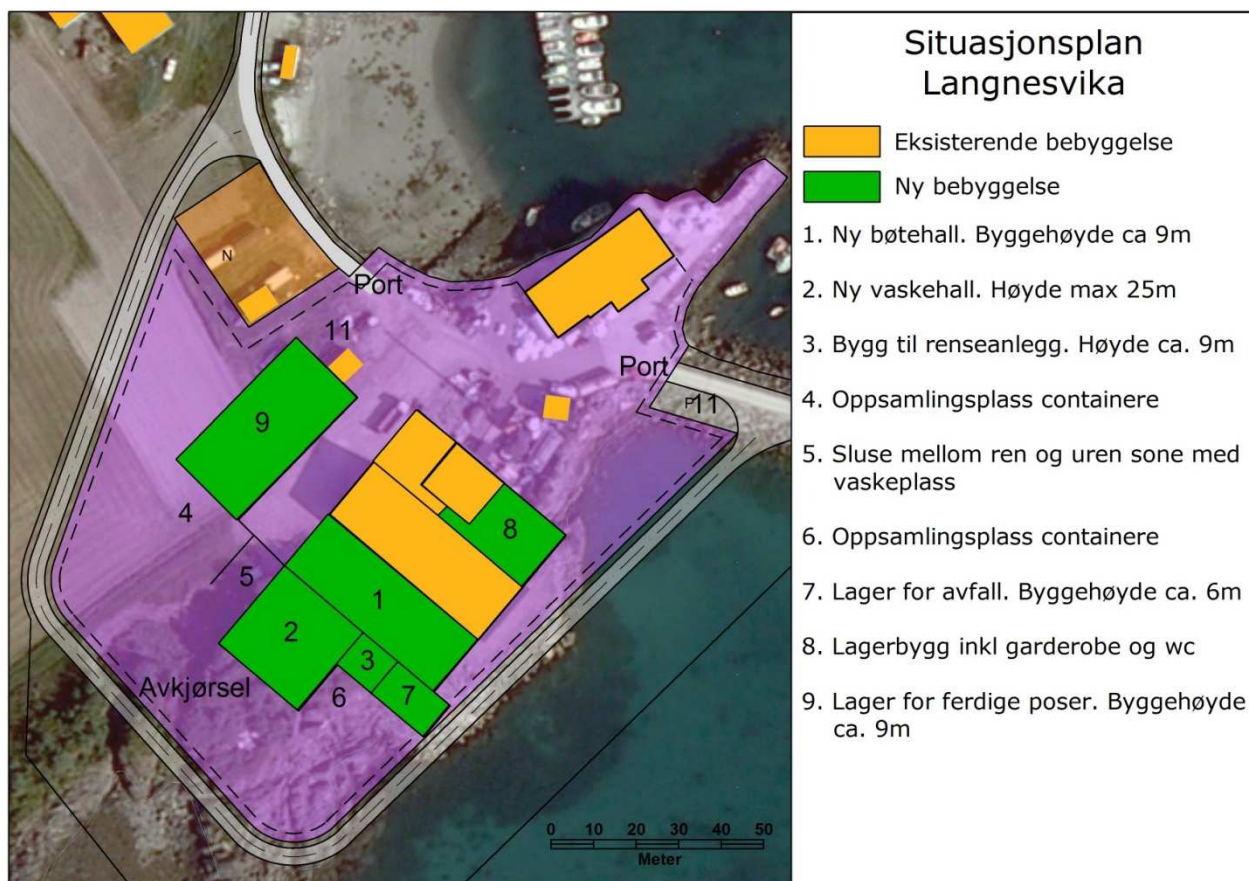 Situasjonsplan
Langnesvika
Eksisterende bebyggelse
Ny bebyggelse
1. Ny bøtehall. Byggehøyde ca 9m
2. Ny vaskehall. Høyde max 25m
3. Bygg til renseanlegg. Høyde ca. 9m
4. Oppsamlingsplass containere
5. Sluse mellom ren og uren sone med
vaskeplass
6. Oppsamlingsplass containere
7. Lager for avfall. Byggehøyde ca. 6m
8. Lagerbygg inkl garderobe og wc
9. Lager for ferdige poser. Byggehøyde
ca. 9m
N
Port
11
Port
P
11
9
4
8
5
1
2
3
7
6
Avkjørsel
0 10 20 30 40 50
Meter